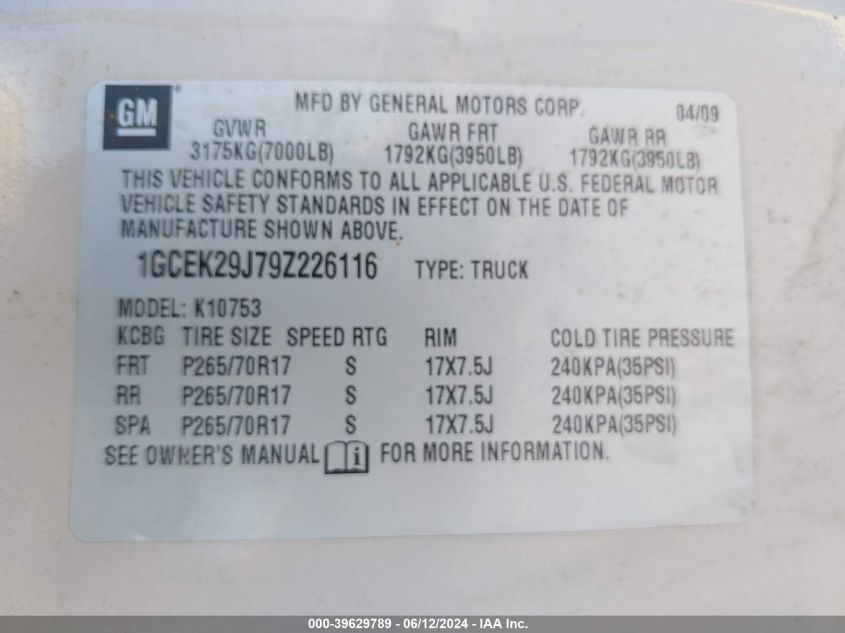 GM
MFD BY GENERAL MOTORS CORP. 04/09
GVWR GAWR FRT GAWR RR
3175KG(7000LB) 1792KG(3950LB) 1792KG(3950LB)
THIS VEHICLE CONFORMS TO ALL APPLICABLE U.S. FEDERAL MOTOR
VEHICLE SAFETY STANDARDS IN EFFECT ON THE DATE OF
MANUFACTURE SHOWN ABOVE.
1GCEK29J79Z226116 TYPE: TRUCK
MODEL: K10753
KCBG TIRE SIZE SPEED RTG RIM COLD TIRE PRESSURE
FRT P265/70R17 S 17X7.5J 240KPA(35PSI)
RR P265/70R17 S 17X7.5J 240KPA(35PSI)
SPA P265/70R17 S 17X7.5J 240KPA(35PSI)
SEE OWNER'S MANUAL i FOR MORE INFORMATION.
000-39629789 - 06/12/2024 - IAA Inc.